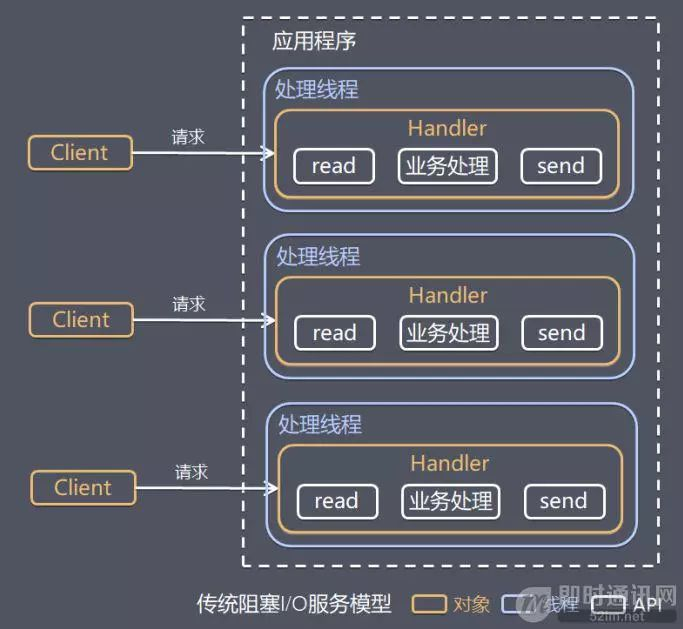 应用程序
处理线程
Handler
Client
请求
read
业务处理
send
处理线程
Handler
Client
请求
read
业务处理
send
处理线程
Handler
Client
请求
read
业务处理
send
传统阻塞I/O服务模型
对象
线程
API
即时通讯网
52im.net